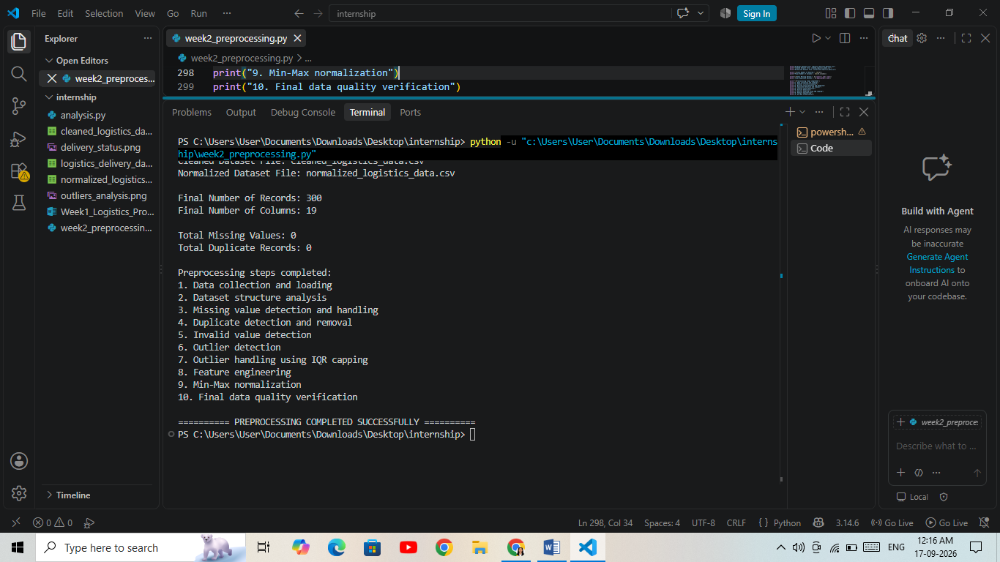 File Edit Selection View Go Run ···
internship
Sign In
Explorer
Open Editors
week2_preproces...
internship
analysis.py
cleaned_logistics_da...
delivery_status.png
logistics_delivery_da...
normalized_logistics...
outliers_analysis.png
Week1_Logistics_Pro...
week2_preprocessin...
Timeline
week2_preprocessing.py
week2_preprocessing.py > ...
298 print("9. Min-Max normalization")
299 print("10. Final data quality verification")
Problems Output Debug Console Terminal Ports
PS C:\Users\User\Documents\Downloads\Desktop\internship> python -u "c:\Users\User\Documents\Downloads\Desktop\interns
hip\week2_preprocessing.py"
Cleaned Dataset File: cleaned_logistics_data.csv
Normalized Dataset File: normalized_logistics_data.csv
Final Number of Records: 300
Final Number of Columns: 19
Total Missing Values: 0
Total Duplicate Records: 0
Preprocessing steps completed:
1. Data collection and loading
2. Dataset structure analysis
3. Missing value detection and handling
4. Duplicate detection and removal
5. Invalid value detection
6. Outlier detection
7. Outlier handling using IQR capping
8. Feature engineering
9. Min-Max normalization
10. Final data quality verification
========== PREPROCESSING COMPLETED SUCCESSFULLY ==========
PS C:\Users\User\Documents\Downloads\Desktop\internship>
powersh...
Code
Chat
Build with Agent
AI responses may
be inaccurate
Generate Agent
Instructions to
onboard AI onto
your codebase.
week2_preproce
Describe what to ...
Local
0 0
Ln 298, Col 34 Spaces: 4 UTF-8 CRLF { } Python 3.14.6 Go Live Go Live
Type here to search
ENG
12:16 AM
17-09-2026